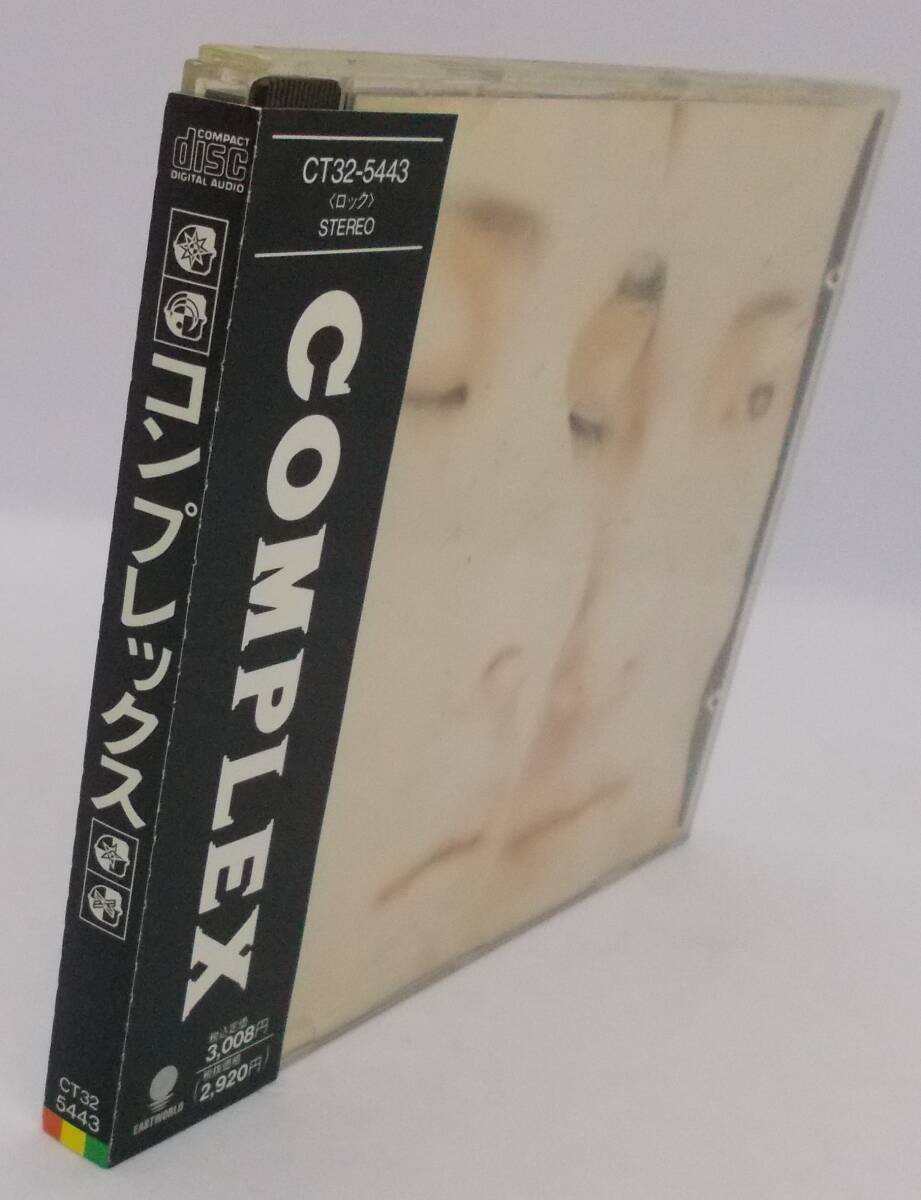 COMPACT
disc
DIGITAL AUDIO
コンプレックス
CT32
5443
CT32-5443
〈ロック〉
STEREO
COMPLEX
税込定価
3,008円
(税抜価格
2,920円)
EASTWORLD